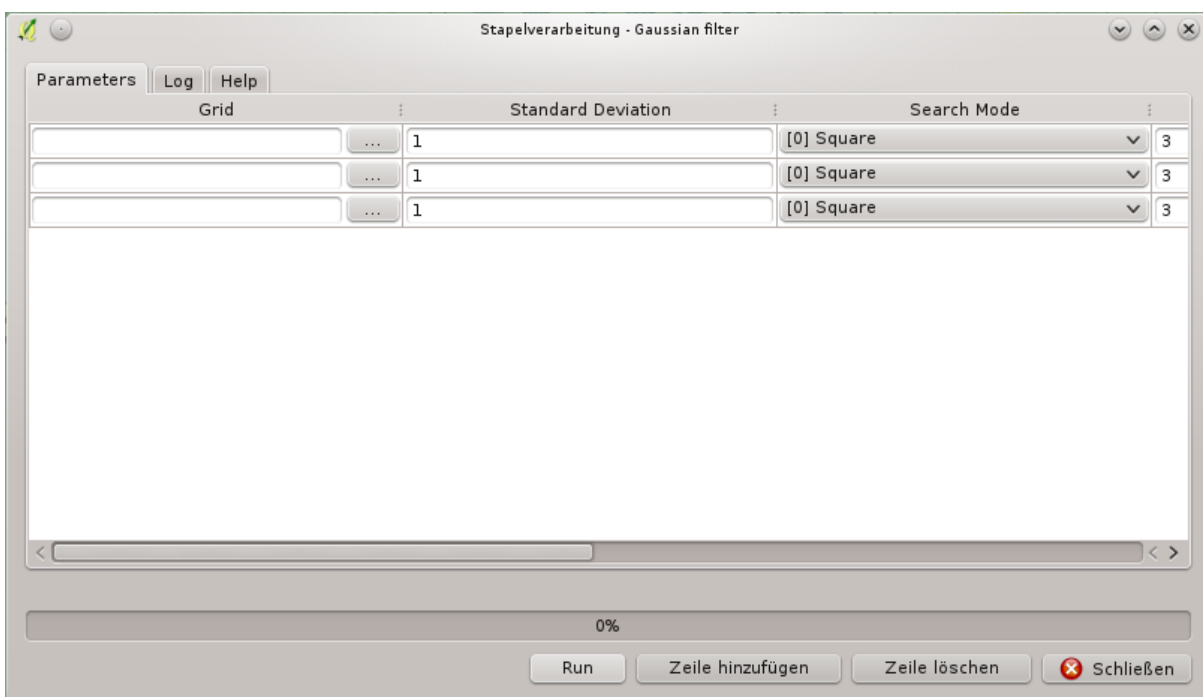 Stapelverarbeitung - Gaussian filter
Parameters Log Help
Grid Standard Deviation Search Mode
... 1 [0] Square 3
... 1 [0] Square 3
... 1 [0] Square 3
0%
Run Zeile hinzufügen Zeile löschen Schließen